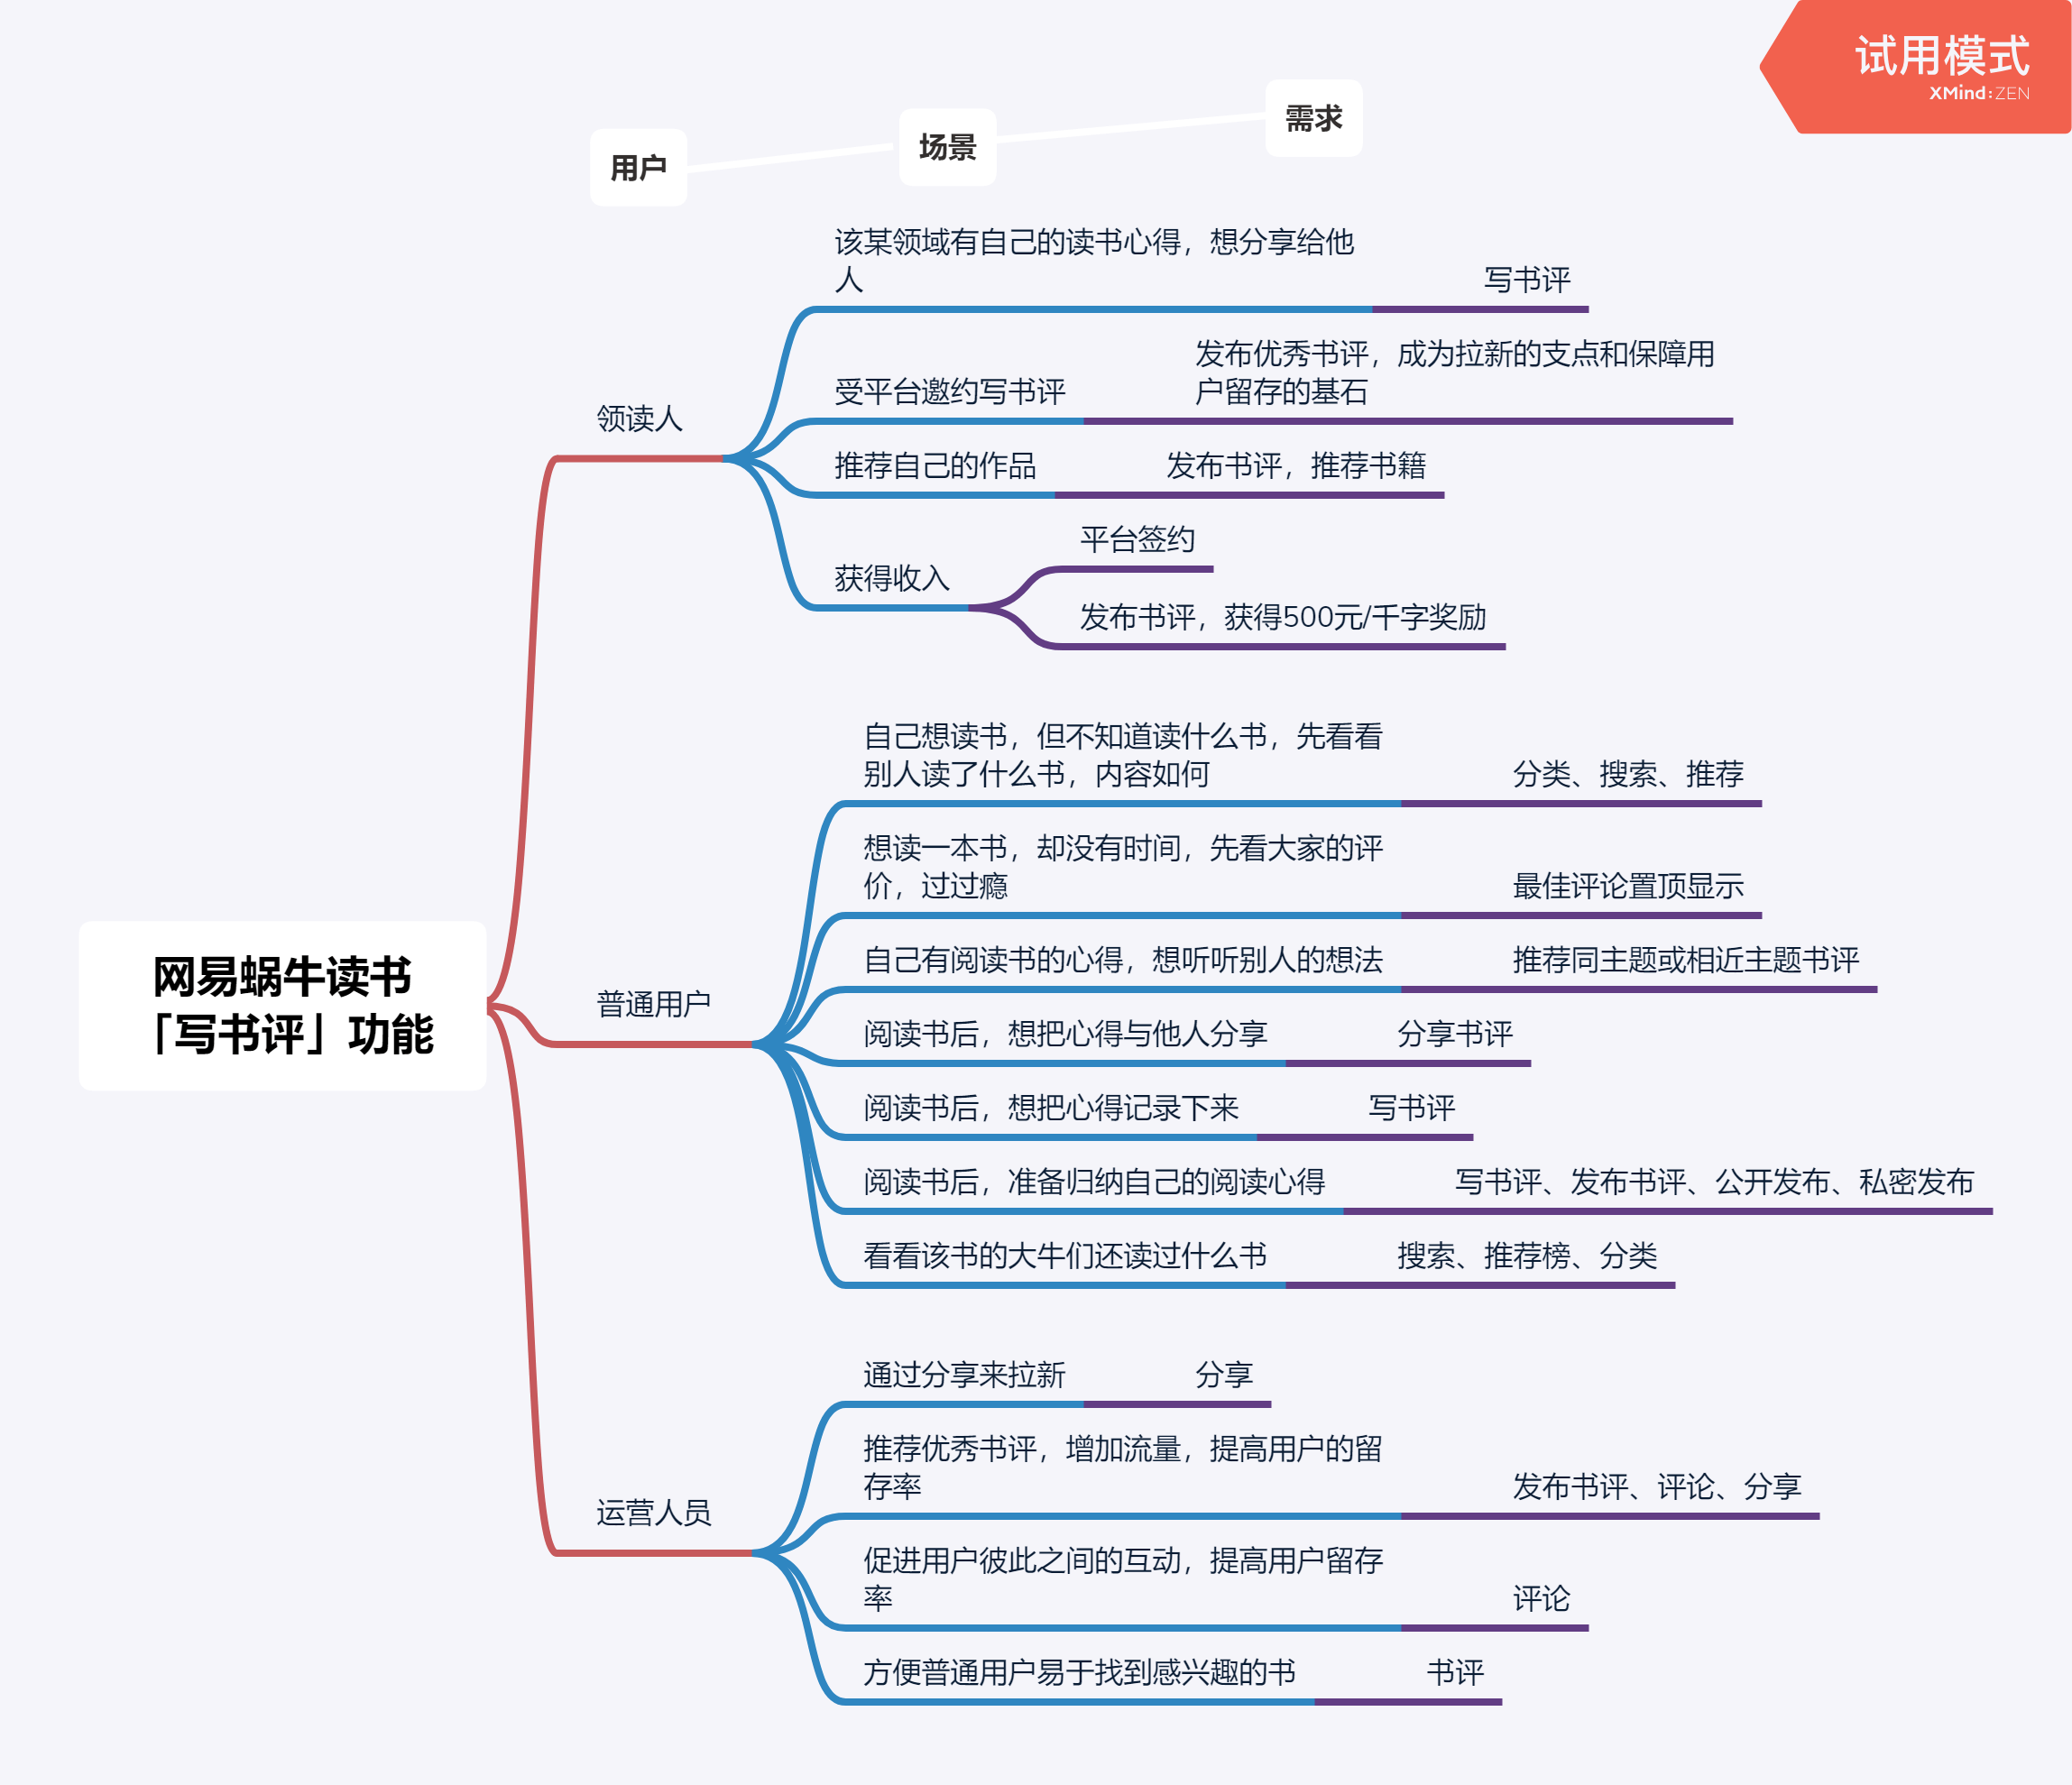 试用模式
XMind:ZEN
需求
场景
用户
该某领域有自己的读书心得，想分享给他
人
写书评
发布优秀书评，成为拉新的支点和保障用
户留存的基石
受平台邀约写书评
领读人
推荐自己的作品
发布书评，推荐书籍
平台签约
获得收入
发布书评，获得500元/千字奖励
自己想读书，但不知道读什么书，先看看
别人读了什么书，内容如何
分类、搜索、推荐
想读一本书，却没有时间，先看大家的评
价，过过瘾
最佳评论置顶显示
自己有阅读书的心得，想听听别人的想法
推荐同主题或相近主题书评
网易蜗牛读书
「写书评」功能
普通用户
阅读书后，想把心得与他人分享
分享书评
阅读书后，想把心得记录下来
写书评
阅读书后，准备归纳自己的阅读心得
写书评、发布书评、公开发布、私密发布
看看该书的大牛们还读过什么书
搜索、推荐榜、分类
通过分享来拉新
分享
推荐优秀书评，增加流量，提高用户的留
存率
发布书评、评论、分享
运营人员
促进用户彼此之间的互动，提高用户留存
率
评论
方便普通用户易于找到感兴趣的书
书评